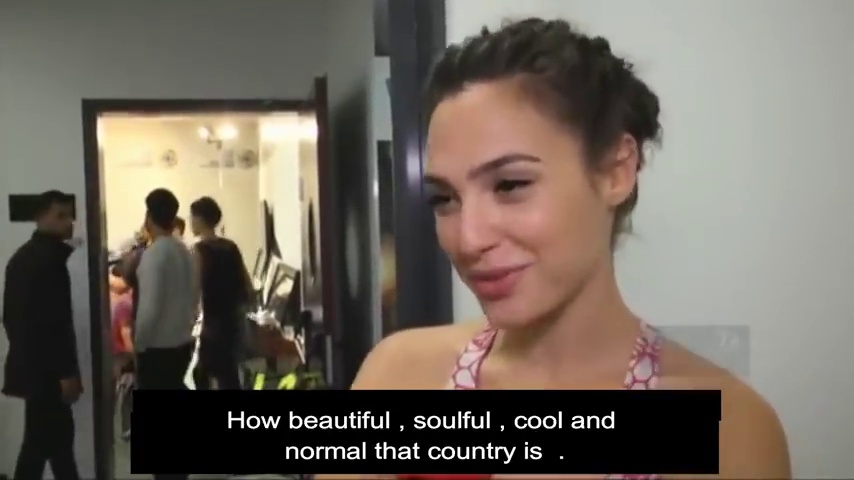 How beautiful , soulful , cool and
normal that country is  .